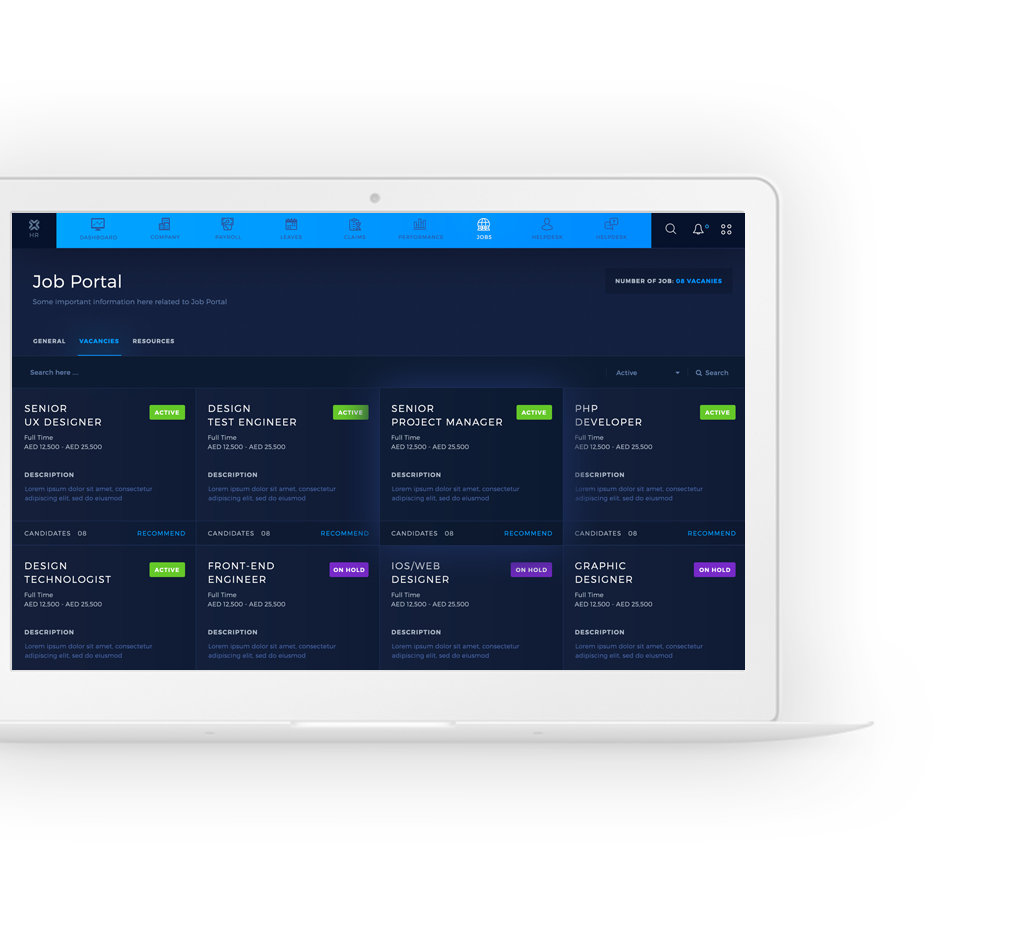 HR
DASHBOARD COMPANY PAYROLL LEAVES CLAIMS PERFORMANCE JOBS HELPDESK HELPDESK
Job Portal
NUMBER OF JOB: 08 VACANIES
Some important information here related to Job Portal
GENERAL VACANCIES RESOURCES
Search here .... Active Search
SENIOR ACTIVE DESIGN ACTIVE SENIOR ACTIVE PHP ACTIVE
UX DESIGNER TEST ENGINEER PROJECT MANAGER DEVELOPER
Full Time Full Time Full Time Full Time
AED 12,500 - AED 25,500 AED 12,500 - AED 25,500 AED 12,500 - AED 25,500 AED 12,500 - AED 25,500
DESCRIPTION DESCRIPTION DESCRIPTION DESCRIPTION
Lorem ipsum dolor sit amet, consectetur Lorem ipsum dolor sit amet, consectetur Lorem ipsum dolor sit amet, consectetur Lorem ipsum dolor sit amet, consectetur
adipiscing elit, sed do eiusmod adipiscing elit, sed do eiusmod adipiscing elit, sed do eiusmod adipiscing elit, sed do eiusmod
CANDIDATES 08 RECOMMEND CANDIDATES 08 RECOMMEND CANDIDATES 08 RECOMMEND CANDIDATES 08 RECOMMEND
DESIGN ACTIVE FRONT-END ON HOLD IOS/WEB ON HOLD GRAPHIC ON HOLD
TECHNOLOGIST ENGINEER DESIGNER DESIGNER
Full Time Full Time Full Time Full Time
AED 12,500 - AED 25,500 AED 12,500 - AED 25,500 AED 12,500 - AED 25,500 AED 12,500 - AED 25,500
DESCRIPTION DESCRIPTION DESCRIPTION DESCRIPTION
Lorem ipsum dolor sit amet, consectetur Lorem ipsum dolor sit amet, consectetur Lorem ipsum dolor sit amet, consectetur Lorem ipsum dolor sit amet, consectetur
adipiscing elit, sed do eiusmod adipiscing elit, sed do eiusmod adipiscing elit, sed do eiusmod adipiscing elit, sed do eiusmod